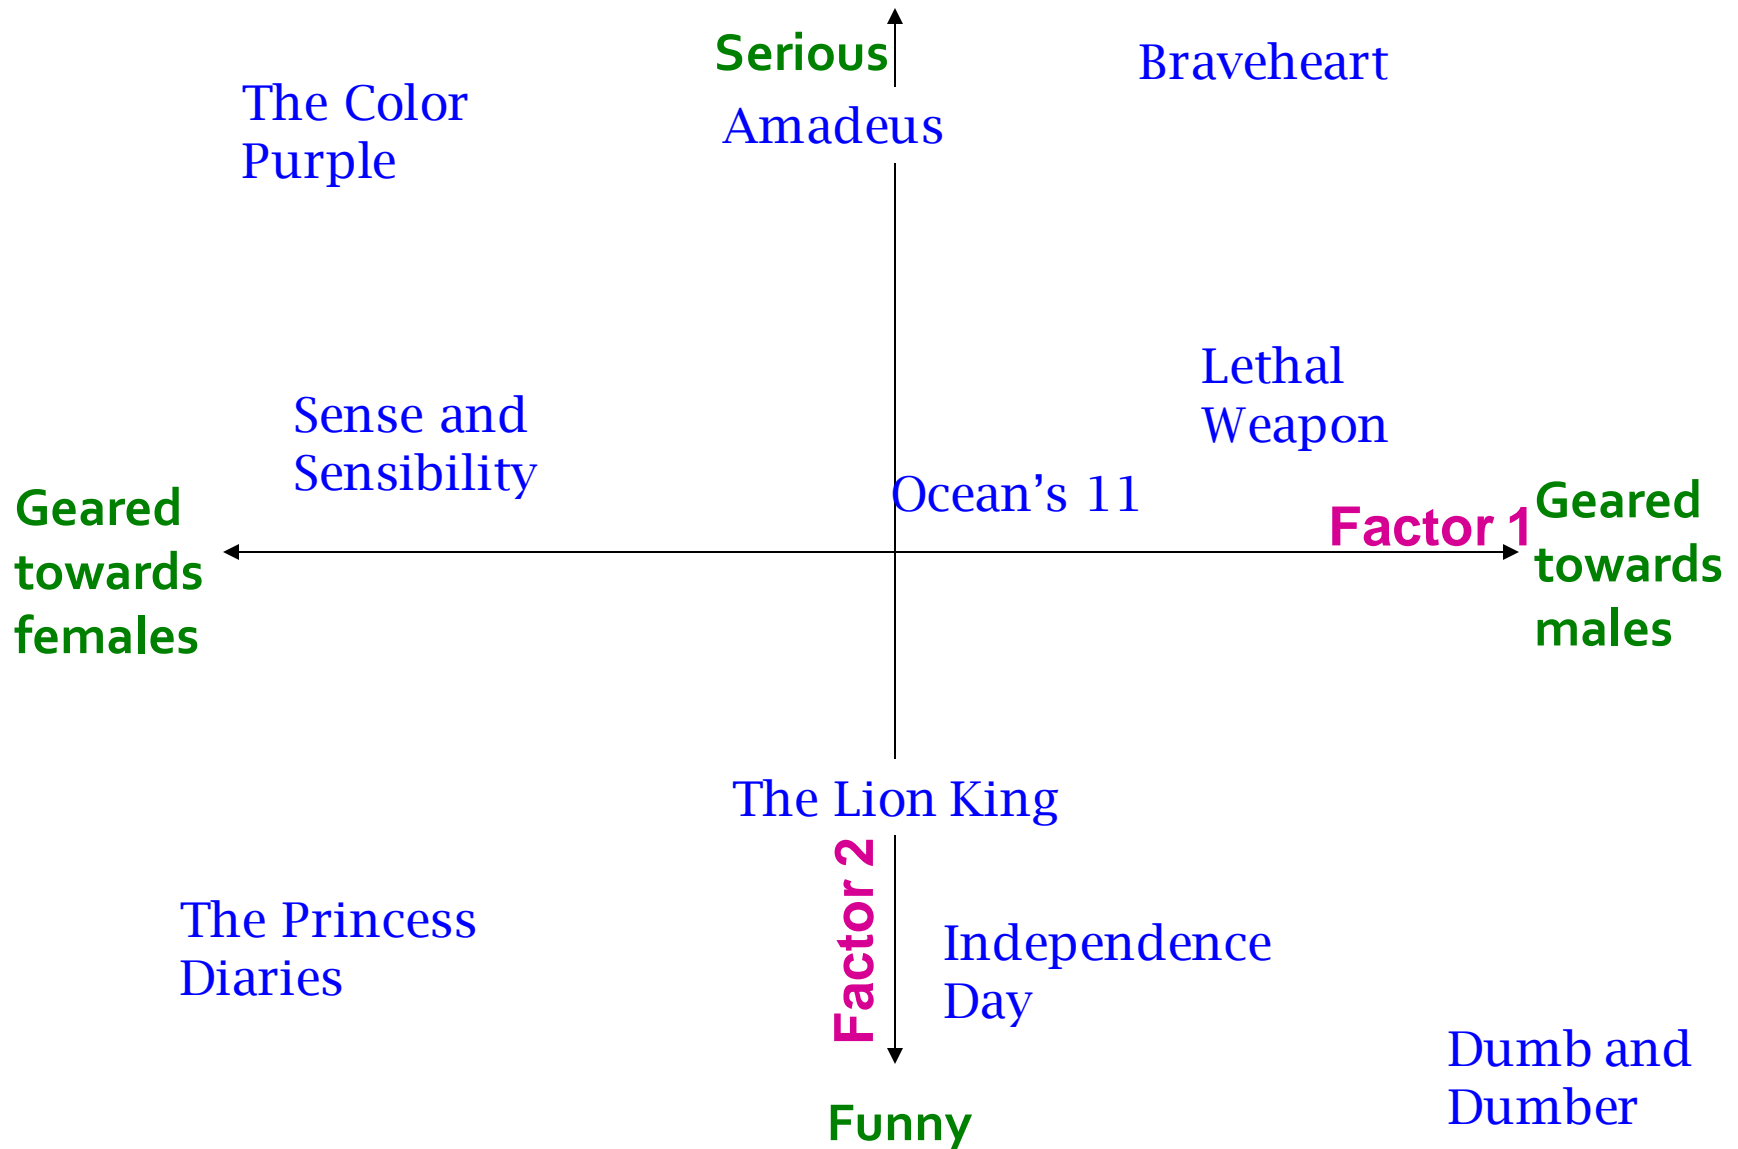 Serious
Braveheart
The Color
Purple
Amadeus
Lethal
Weapon
Sense and
Sensibility
Ocean’s 11
Geared
towards
females
Factor 1
Geared
towards
males
The Lion King
Factor 2
The Princess
Diaries
Independence
Day
Dumb and
Dumber
Funny